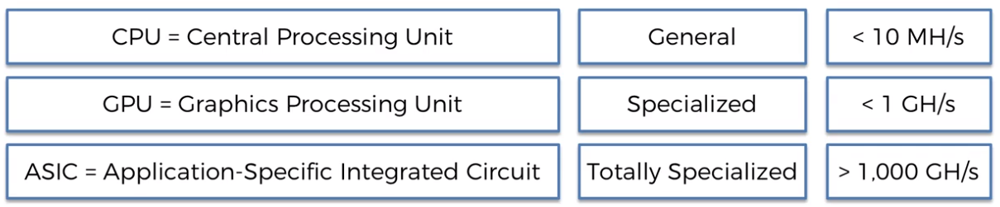 CPU = Central Processing Unit General < 10 MH/s
GPU = Graphics Processing Unit Specialized < 1 GH/s
ASIC = Application-Specific Integrated Circuit Totally Specialized > 1,000 GH/s